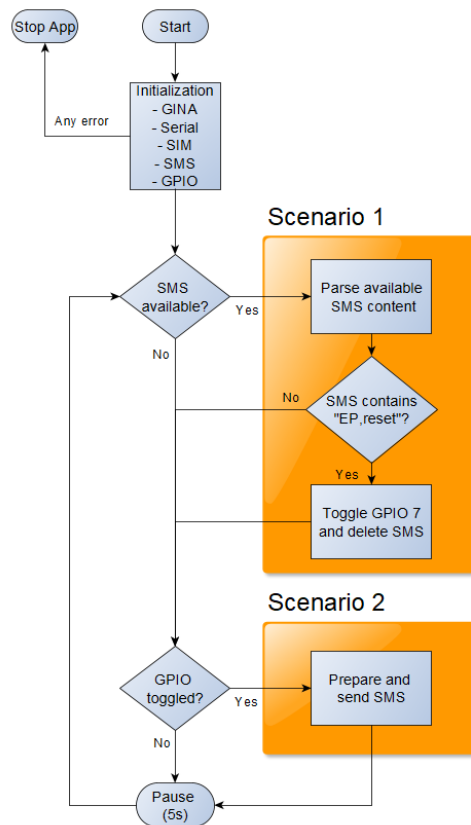 Stop App
Start
Initialization
- GINA
- Serial
- SIM
- SMS
- GPIO
Any error
Scenario 1
SMS
available?
Yes
No
Parse available
SMS content
No
SMS contains
"EP,reset"?
Yes
Toggle GPIO 7
and delete SMS
Scenario 2
GPIO
toggled?
Yes
No
Prepare and
send SMS
Pause
(5s)